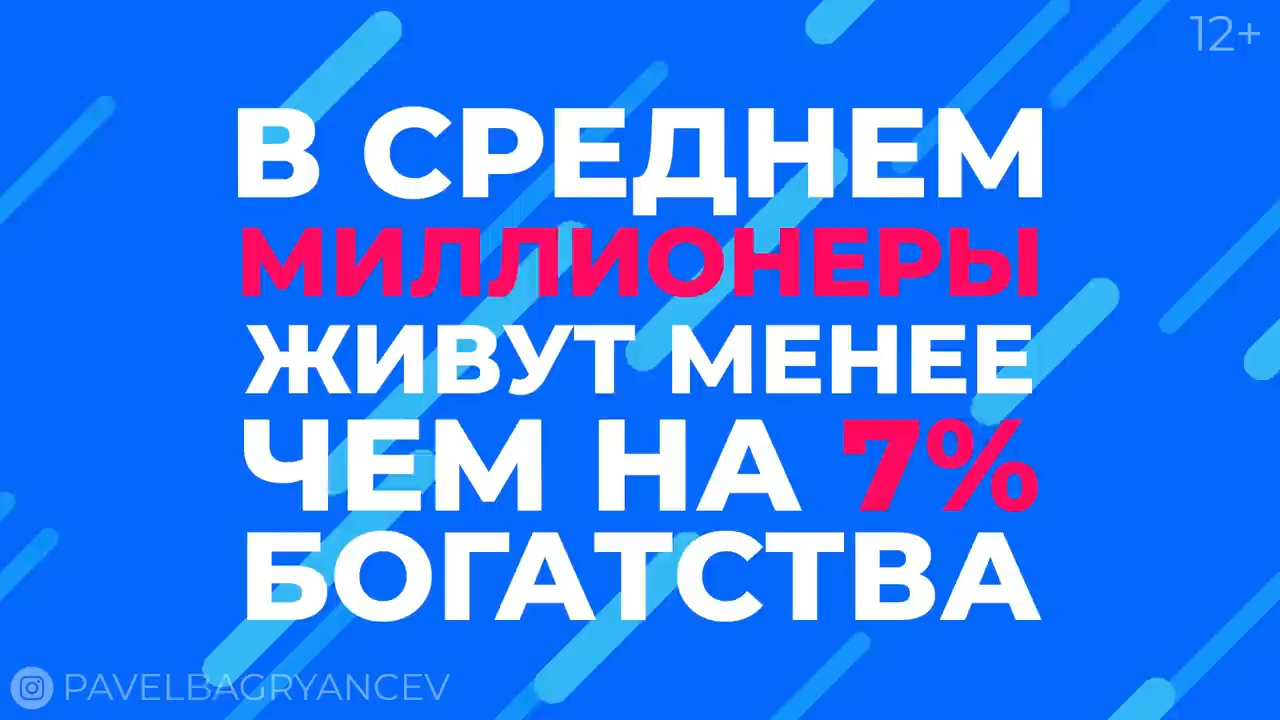 12+
В СРЕДНЕМ
МИЛЛИОНЕРЫ
ЖИВУТ МЕНЕЕ
ЧЕМ НА 7%
БОГАТСТВА
PAVELBAGRYANCEV